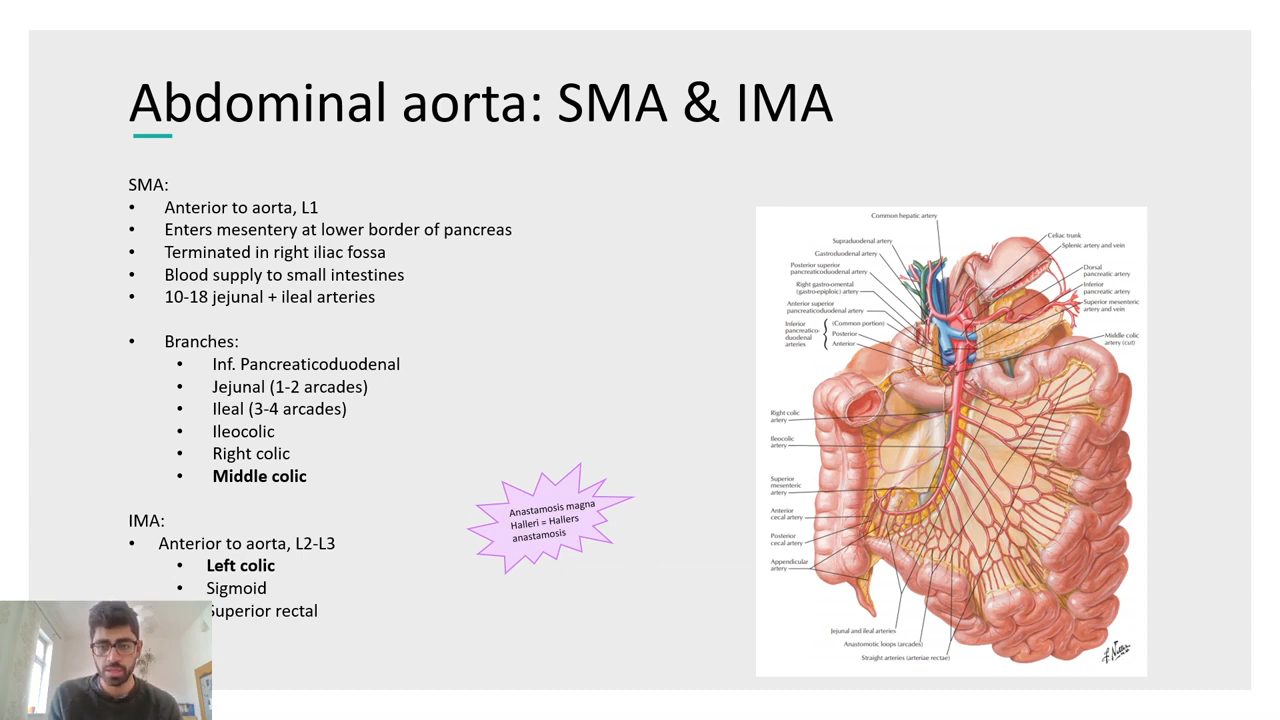 Abdominal aorta: SMA & IMA
SMA:
• Anterior to aorta, L1
• Enters mesentery at lower border of pancreas
• Terminated in right iliac fossa
• Blood supply to small intestines
• 10-18 jejunal + ileal arteries
• Branches:
• Inf. Pancreaticoduodenal
• Jejunal (1-2 arcades)
• Ileal (3-4 arcades)
• Ileocolic
• Right colic
• Middle colic
IMA:
• Anterior to aorta, L2-L3
• Left colic
• Sigmoid
Superior rectal
Anastamosis magna
Halleri = Hallers
anastamosis
Common hepatic artery
Supraduodenal artery
Gastroduodenal artery
Posterior superior
pancreaticoduodenal artery
Right gastro-omental
(gastro-epiploic) artery
Anterior superior
pancreaticoduodenal artery
Inferior
pancreatico-
duodenal
arteries
(Common portion)
Posterior
Anterior
Right colic
artery
Ileocolic
artery
Superior
mesenteric
artery
Anterior
cecal artery
Posterior
cecal artery
Appendicular
artery
Celiac trunk
Splenic artery and vein
Dorsal
pancreatic artery
Inferior
pancreatic artery
Superior mesenteric
artery and vein
Middle colic
artery (cut)
Jejunal and ileal arteries
Anastomotic loops (arcades)
Straight arteries (arteriae rectae)